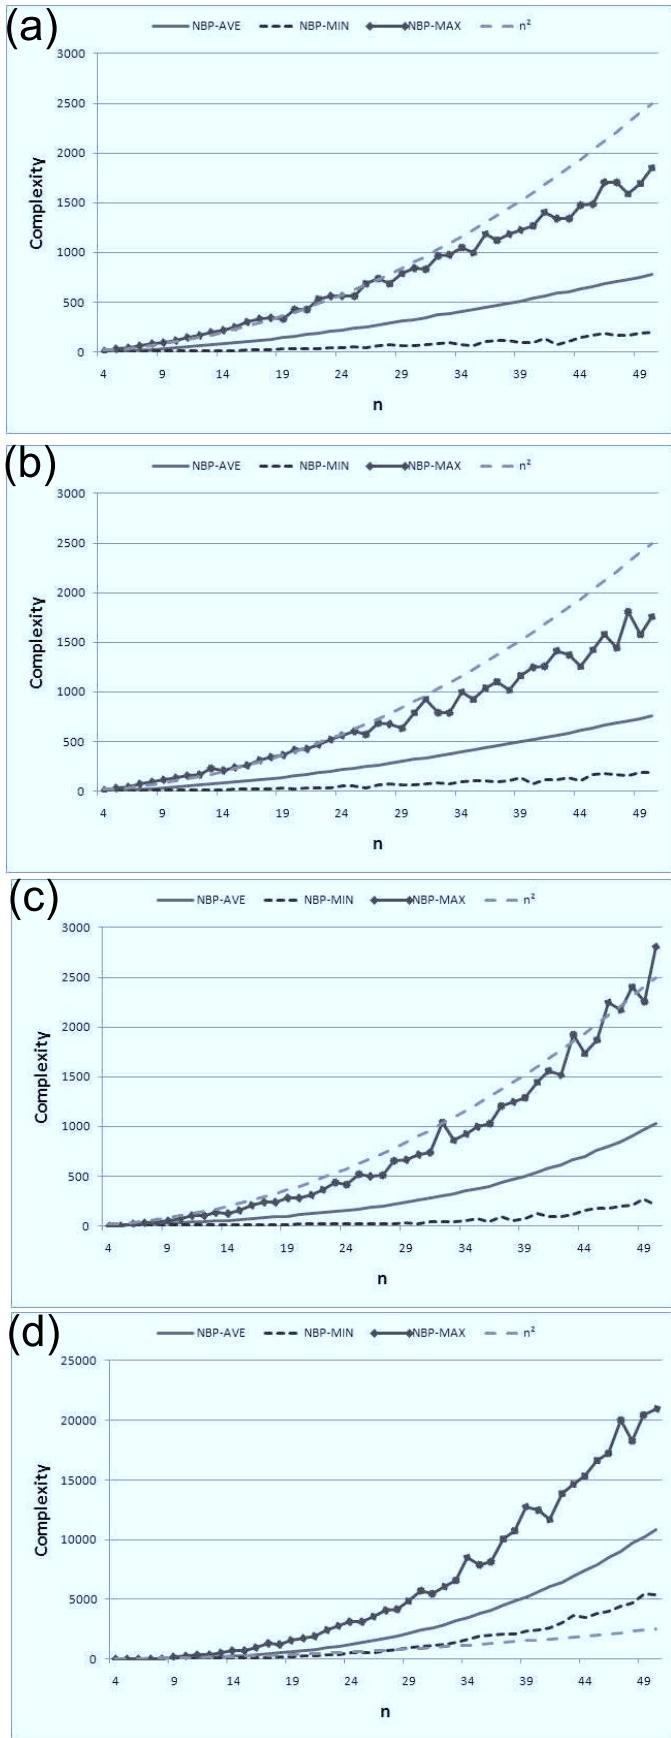 (a)
NBP-AVE NBP-MIN NBP-MAX n²
3000
2500
2000
1500
1000
500
0
Complexity
4 9 14 19 24 29 34 39 44 49
n
(b)
NBP-AVE NBP-MIN NBP-MAX n²
3000
2500
2000
1500
1000
500
0
Complexity
4 9 14 19 24 29 34 39 44 49
n
(c)
NBP-AVE NBP-MIN NBP-MAX n²
3000
2500
2000
1500
1000
500
0
Complexity
4 9 14 19 24 29 34 39 44 49
n
(d)
NBP-AVE NBP-MIN NBP-MAX n²
25000
20000
15000
10000
5000
0
Complexity
4 9 14 19 24 29 34 39 44 49
n